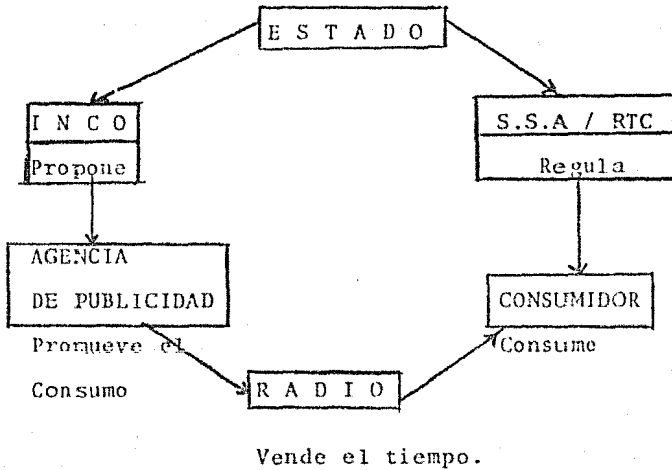 E S T A D O
I N C O
Propone
S.S.A / RTC
Regula
AGENCIA
DE PUBLICIDAD
Promueve el
Consumo
CONSUMIDOR
Consume
R A D I O
Vende el tiempo.